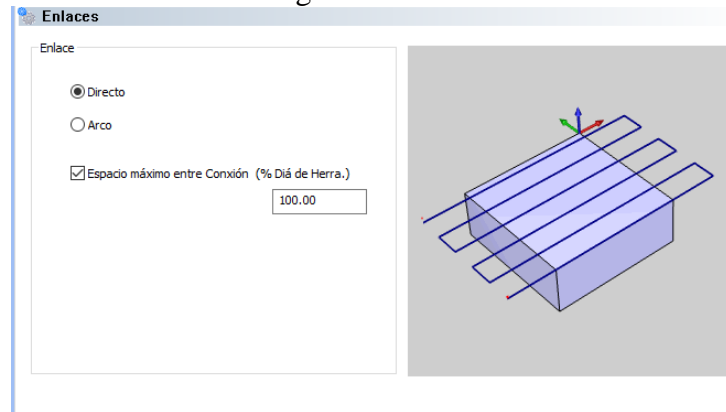 Enlaces
Enlace
Directo
Arco
Espacio máximo entre Conxión (% Diá de Herra.)
100.00